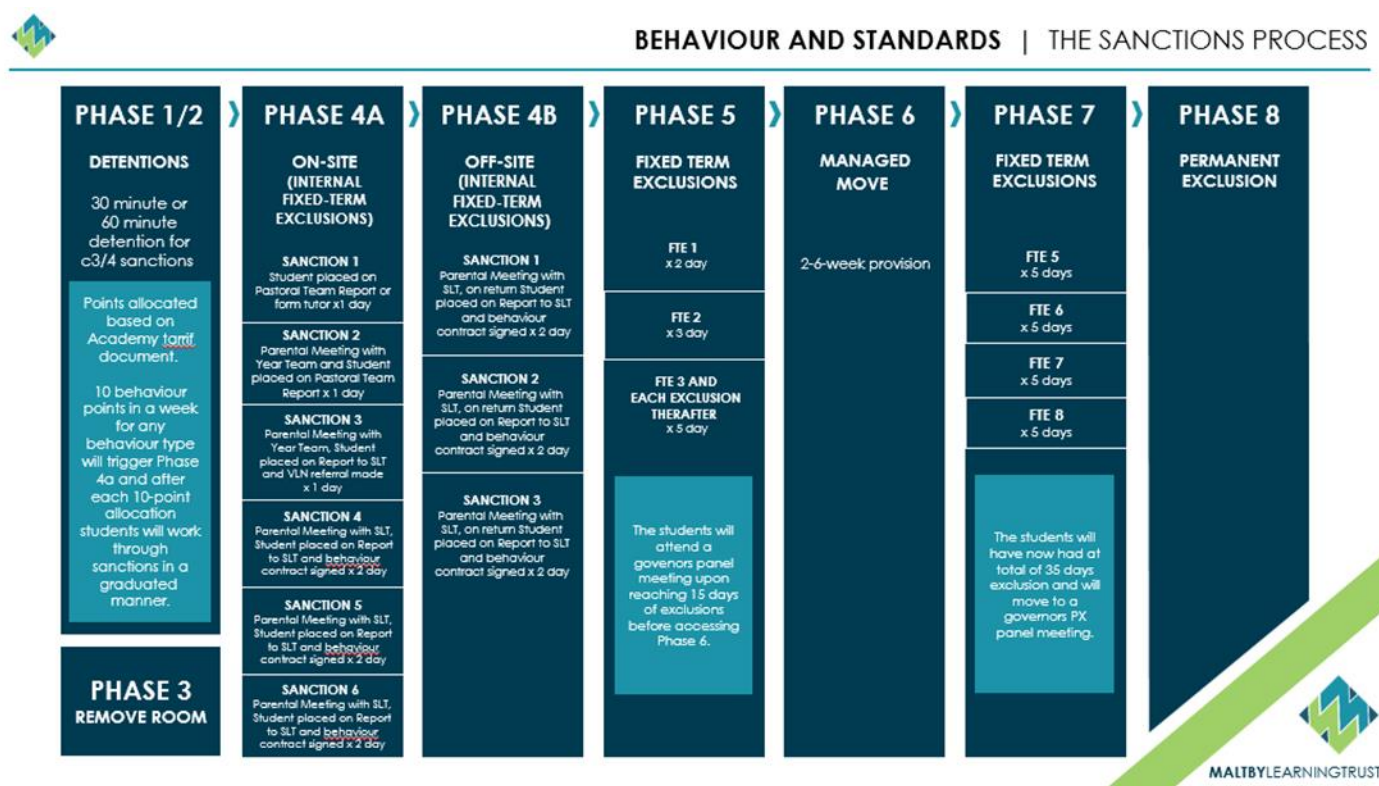 BEHAVIOUR AND STANDARDS | THE SANCTIONS PROCESS
PHASE 1/2
DETENTIONS
30 minute or
60 minute
detention for
c3/4 sanctions
Points allocated
based on
Academy tarrif
document.
10 behaviour
points in a week
for any
behaviour type
will trigger Phase
4a and after
each 10-point
allocation
students will work
through
sanctions in a
graduated
manner.
PHASE 3
REMOVE ROOM
PHASE 4A
ON-SITE
(INTERNAL
FIXED-TERM
EXCLUSIONS)
SANCTION 1
Student placed on
Pastoral Team Report or
form tutor x1 day
SANCTION 2
Parental Meeting with
Year Team and Student
placed on Pastoral Team
Report x 1 day
SANCTION 3
Parental Meeting with
Year Team, Student
placed on Report to SLT
and VLN referral made
x 1 day
SANCTION 4
Parental Meeting with SLT,
Student placed on Report
to SLT and behaviour
contract signed x 2 day
SANCTION 5
Parental Meeting with SLT,
Student placed on Report
to SLT and behaviour
contract signed x 2 day
SANCTION 6
Parental Meeting with SLT,
Student placed on Report
to SLT and behaviour
contract signed x 2 day
PHASE 4B
OFF-SITE
(INTERNAL
FIXED-TERM
EXCLUSIONS)
SANCTION 1
Parental Meeting with
SLT, on return Student
placed on Report to SLT
and behaviour
contract signed x 2 day
SANCTION 2
Parental Meeting with
SLT, on return Student
placed on Report to SLT
and behaviour
contract signed x 2 day
SANCTION 3
Parental Meeting with
SLT, on return Student
placed on Report to SLT
and behaviour
contract signed x 2 day
PHASE 5
FIXED TERM
EXCLUSIONS
FTE 1
x 2 day
FTE 2
x 3 day
FTE 3 AND
EACH EXCLUSION
THERAFTER
x 5 day
The students will
attend a
govenors panel
meeting upon
reaching 15 days
of exclusions
before accessing
Phase 6.
PHASE 6
MANAGED
MOVE
2-6-week provision
PHASE 7
FIXED TERM
EXCLUSIONS
FTE 5
x 5 days
FTE 6
x 5 days
FTE 7
x 5 days
FTE 8
x 5 days
The students will
have now had at
total of 35 days
exclusion and will
move to a
governors PX
panel meeting.
PHASE 8
PERMANENT
EXCLUSION
MALTBYLEARNINGTRUST